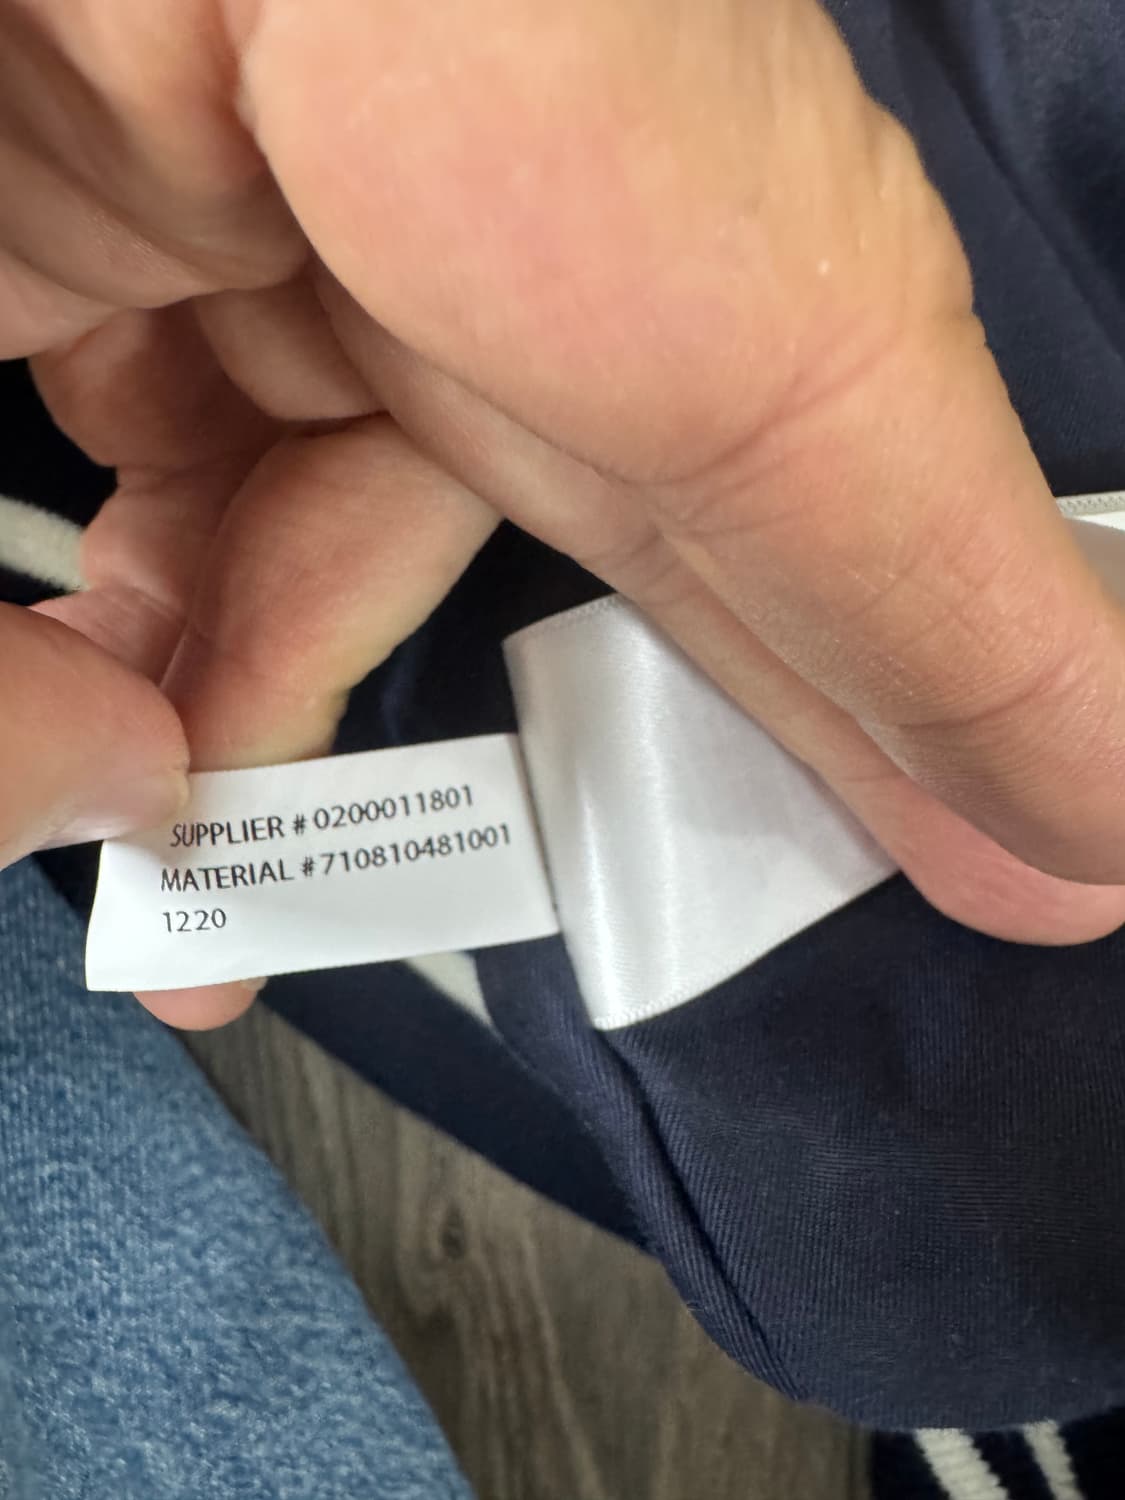 SUPPLIER # 0200011801
MATERIAL # 710810481001
1220